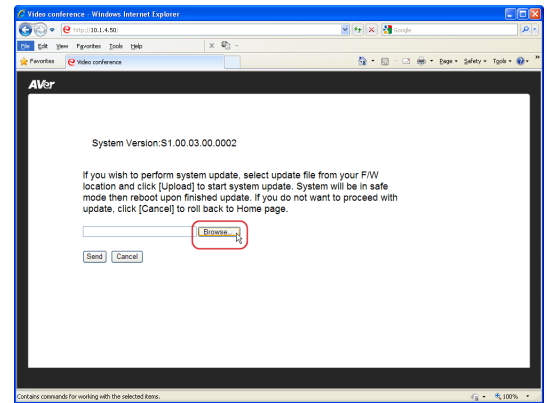 Video conference - Windows Internet Explorer
http://10.1.4.50/
Google
File Edit View Favorites Tools Help
Favorites Video conference
Page Safety Tools
AVer
System Version:S1.00.03.00.0002
If you wish to perform system update, select update file from your F/W
location and click [Upload] to start system update. System will be in safe
mode then reboot upon finished update. If you do not want to proceed with
update, click [Cancel] to roll back to Home page.
Browse...
Send Cancel
Contains commands for working with the selected items.
100%